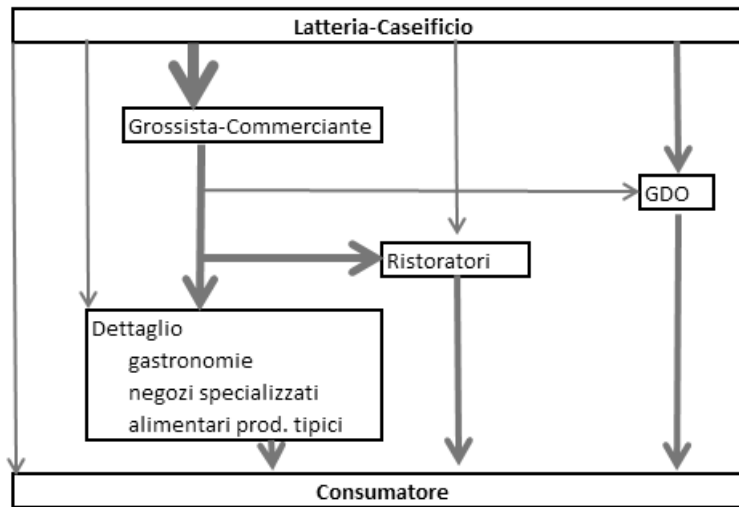 Latteria-Caseificio
Grossista-Commerciante
GDO
Ristoratori
Dettaglio
gastronomie
negozi specializzati
alimentari prod. tipici
Consumatore